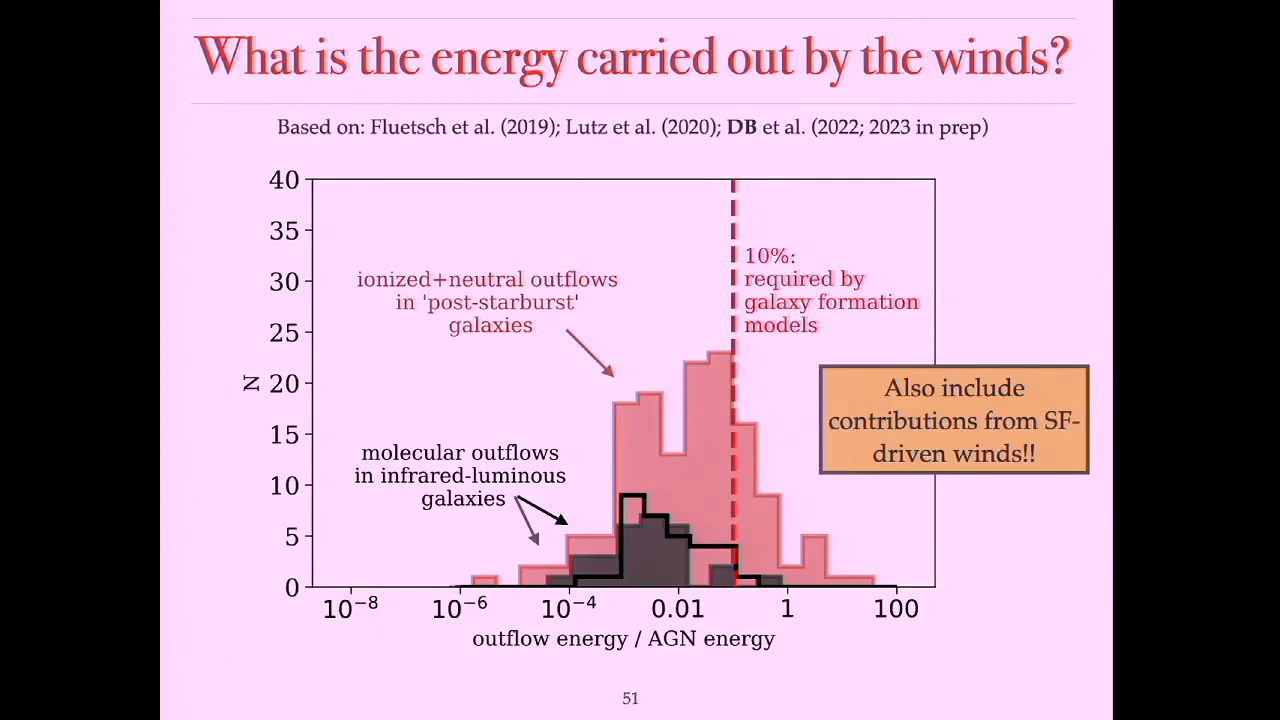 What is the energy carried out by the winds?
Based on: Fluetsch et al. (2019); Lutz et al. (2020); DB et al. (2022; 2023 in prep)
40
35
30
25
20
15
10
5
0
N
ionized+neutral outflows
in 'post-starburst'
galaxies
10%:
required by
galaxy formation
models
molecular outflows
in infrared-luminous
galaxies
Also include
contributions from SF-
driven winds!!
10⁻⁸ 10⁻⁶ 10⁻⁴ 0.01 1 100
outflow energy / AGN energy
51